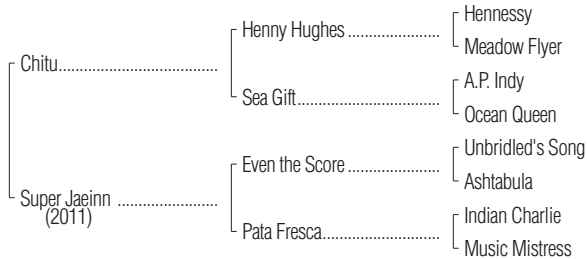 Hennessy
Henny Hughes ....................
Meadow Flyer
Chitu...................................
A.P. Indy
Sea Gift...............................
Ocean Queen
Unbridled's Song
Even the Score ....................
Ashtabula
Super Jaeinn ......................
(2011)
Indian Charlie
Pata Fresca.........................
Music Mistress